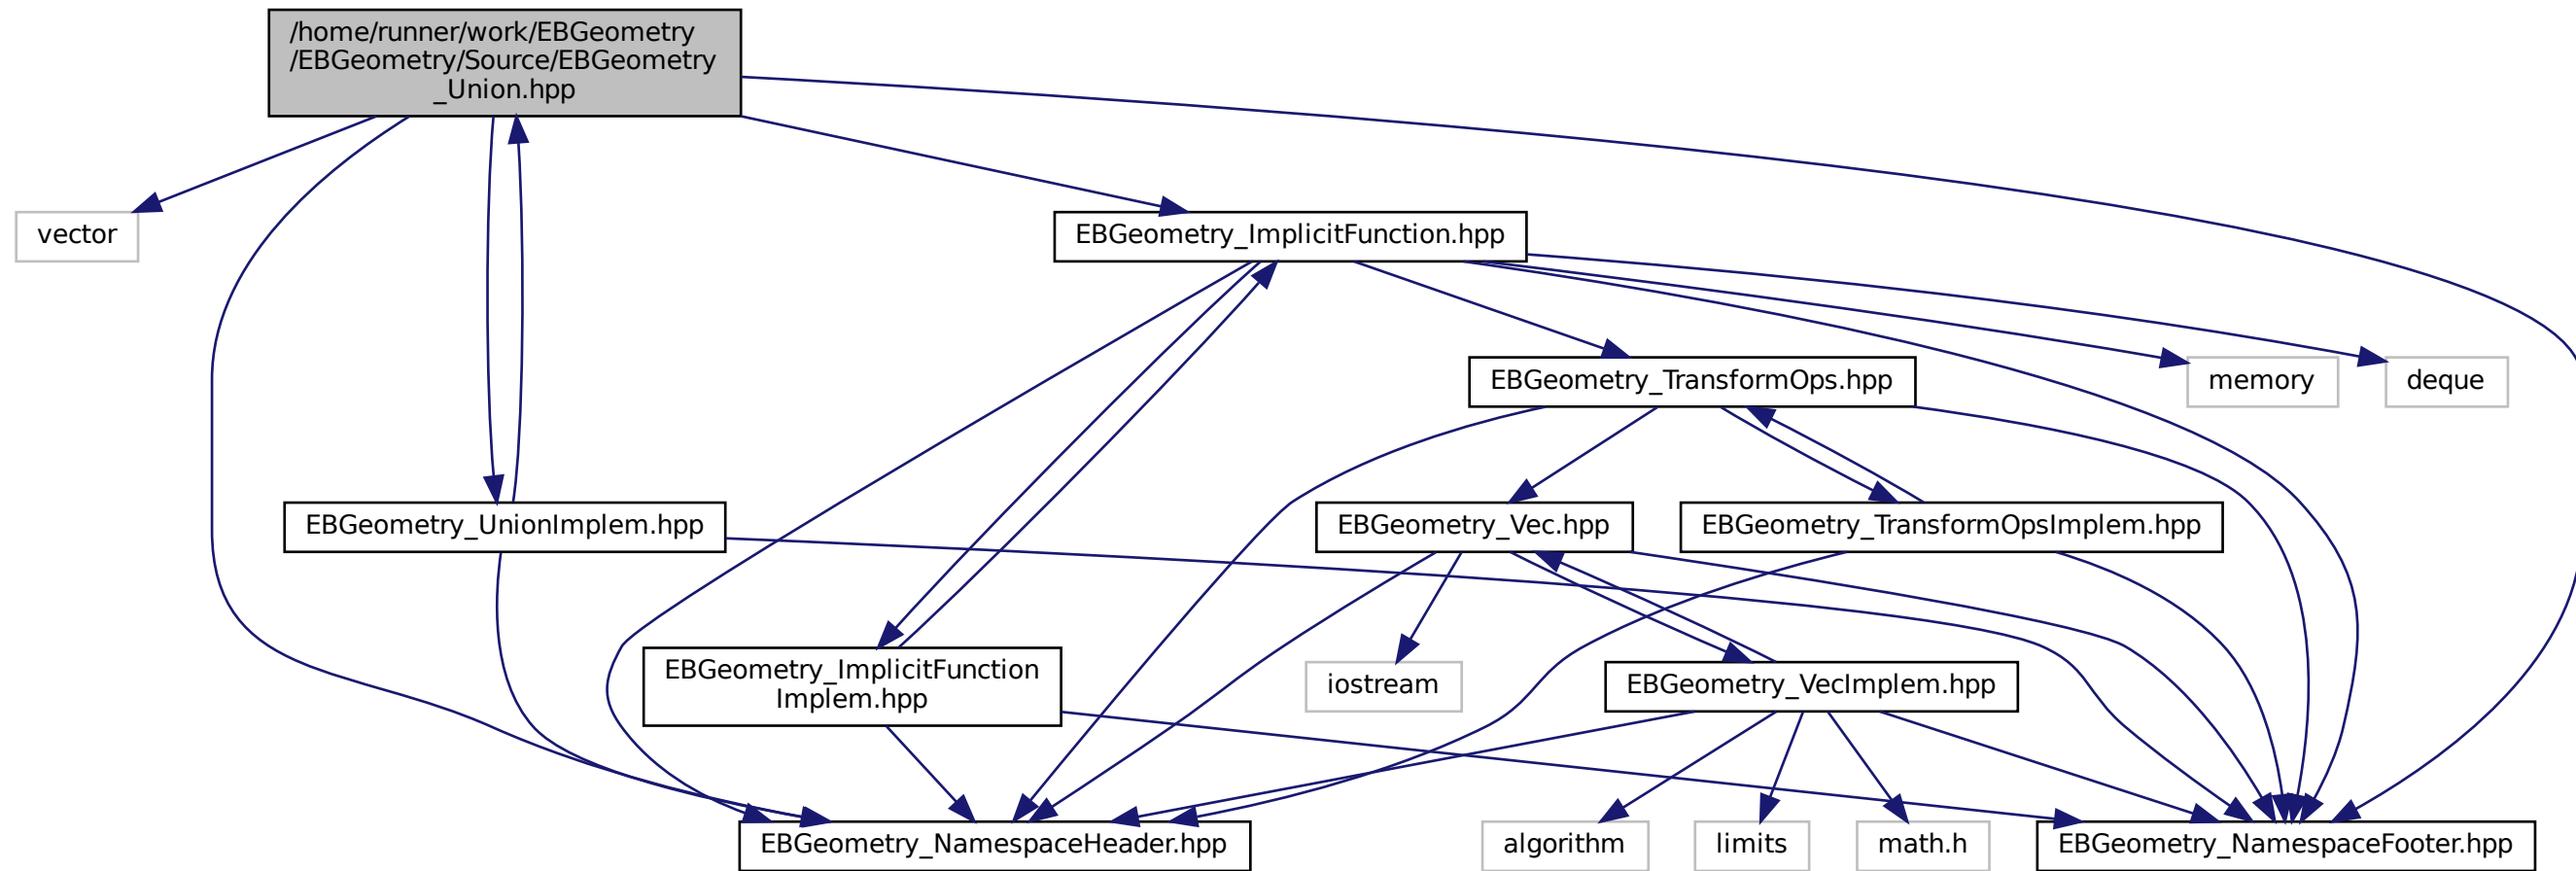 /home/runner/work/EBGeometry
/EBGeometry/Source/EBGeometry
_Union.hpp
vector
EBGeometry_ImplicitFunction.hpp
EBGeometry_TransformOps.hpp
memory
deque
EBGeometry_UnionImplem.hpp
EBGeometry_Vec.hpp
EBGeometry_TransformOpsImplem.hpp
EBGeometry_ImplicitFunction
Implem.hpp
iostream
EBGeometry_VecImplem.hpp
EBGeometry_NamespaceHeader.hpp
algorithm
limits
math.h
EBGeometry_NamespaceFooter.hpp